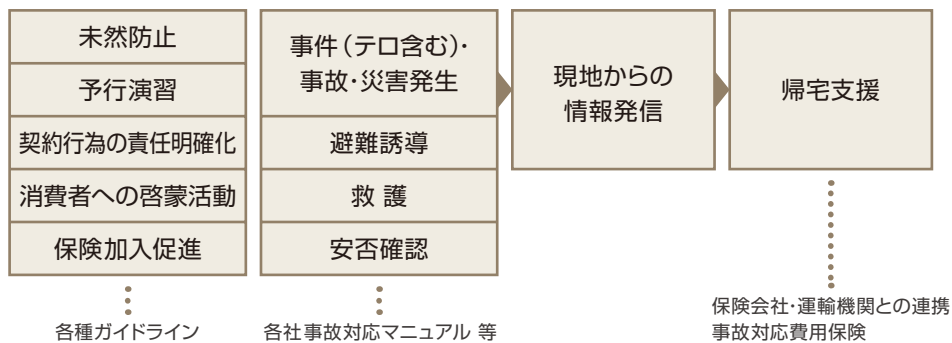 未然防止
予行演習
契約行為の責任明確化
消費者への啓蒙活動
保険加入促進
各種ガイドライン
事件(テロ含む)・
事故・災害発生
避難誘導
救 護
安否確認
各社事故対応マニュアル 等
現地からの
情報発信
帰宅支援
保険会社・運輸機関との連携
事故対応費用保険